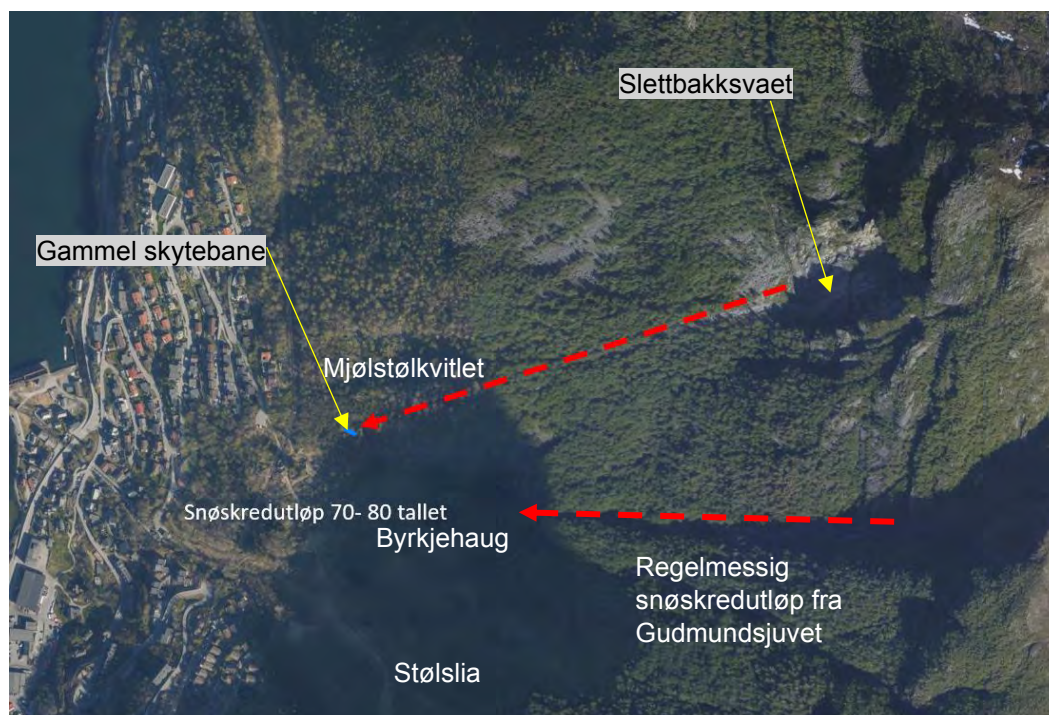 Slettbakksvaet
Gammel skytebane
Mjølstølkvitlet
Snøskredutløp 70- 80 tallet
Byrkjehaug
Regelmessig
snøskredutløp fra
Gudmundsjuvet
Stølslia